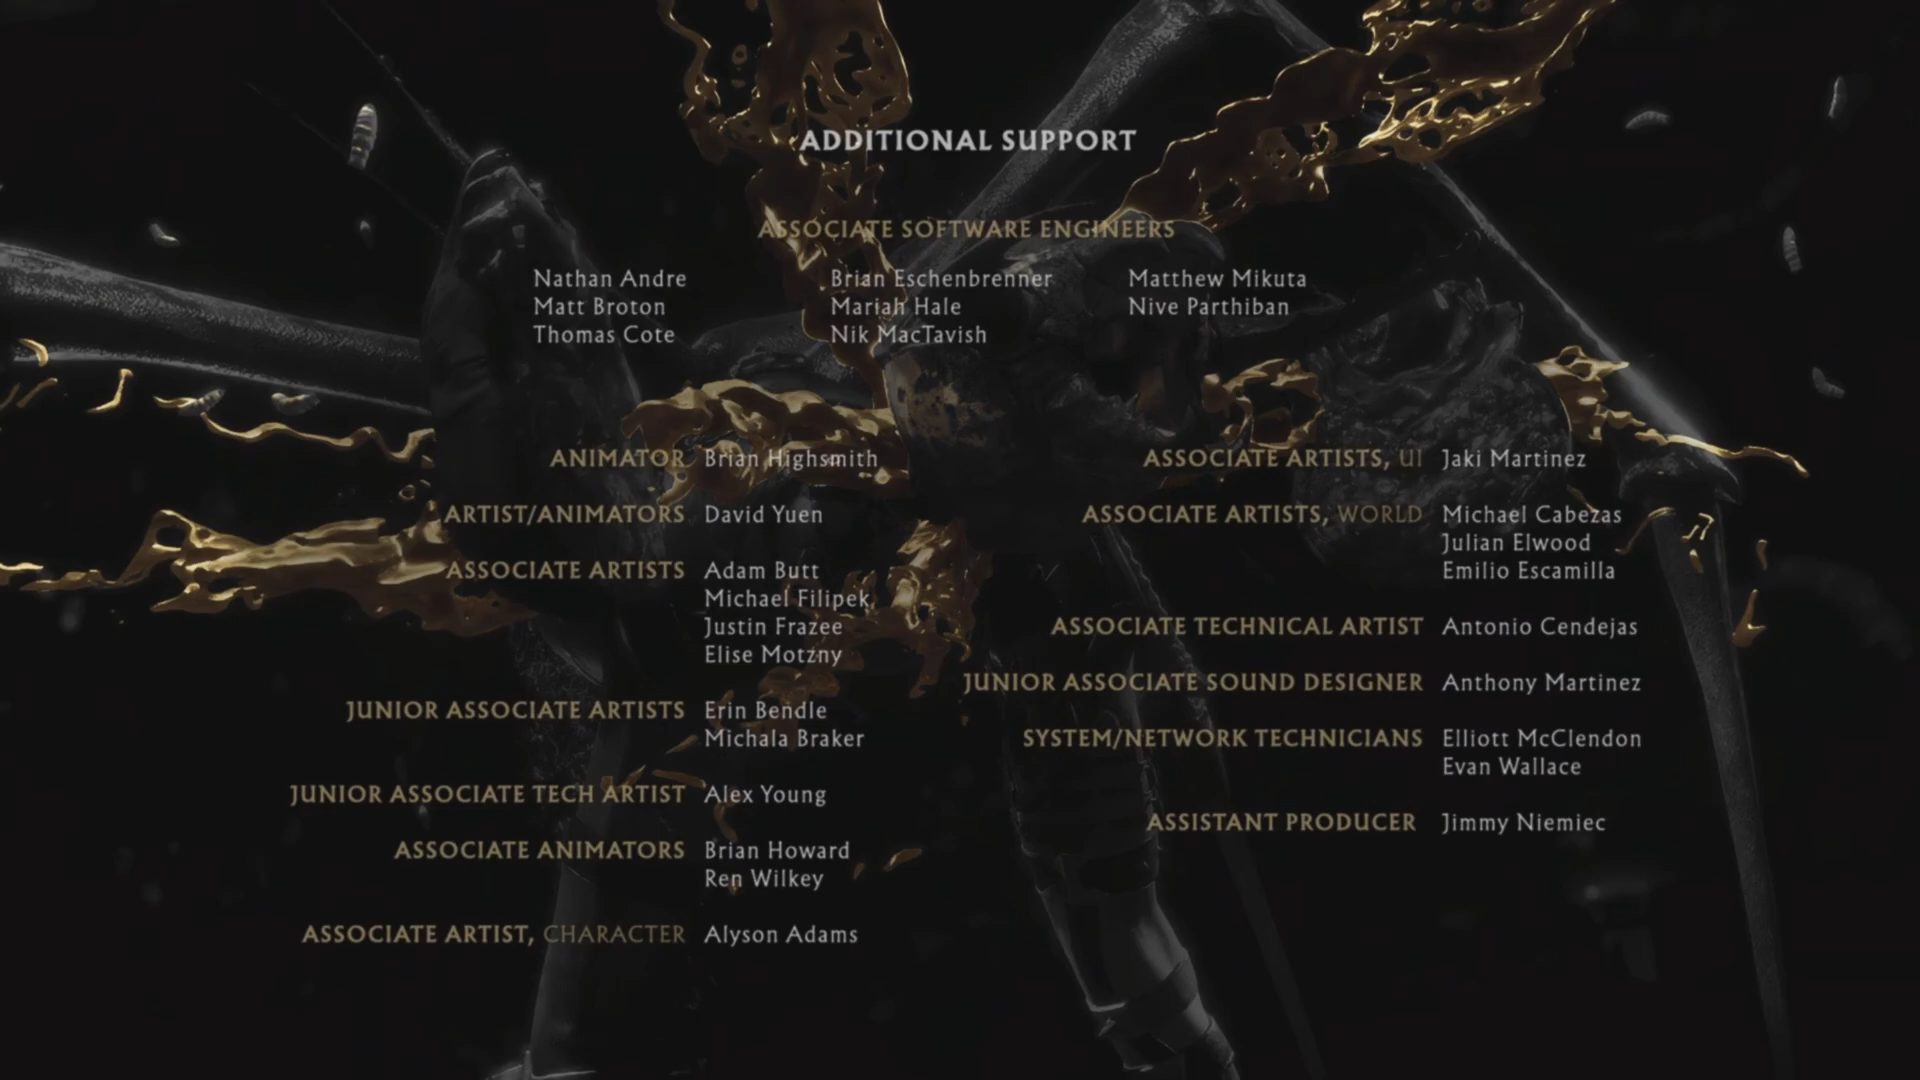 ADDITIONAL SUPPORT
ASSOCIATE SOFTWARE ENGINEERS
Nathan Andre
Matt Broton
Thomas Cote
Brian Eschenbrenner
Mariah Hale
Nik MacTavish
Matthew Mikuta
Nive Parthiban
ANIMATOR Brian Highsmith
ARTIST/ANIMATORS David Yuen
ASSOCIATE ARTISTS Adam Butt
Michael Filipek
Justin Frazee
Elise Motzny
JUNIOR ASSOCIATE ARTISTS Erin Bendle
Michala Braker
JUNIOR ASSOCIATE TECH ARTIST Alex Young
ASSOCIATE ANIMATORS Brian Howard
Ren Wilkey
ASSOCIATE ARTIST, CHARACTER Alyson Adams
ASSOCIATE ARTISTS, UI Jaki Martinez
ASSOCIATE ARTISTS, WORLD Michael Cabezas
Julian Elwood
Emilio Escamilla
ASSOCIATE TECHNICAL ARTIST Antonio Cendejas
JUNIOR ASSOCIATE SOUND DESIGNER Anthony Martinez
SYSTEM/NETWORK TECHNICIANS Elliott McClendon
Evan Wallace
ASSISTANT PRODUCER Jimmy Niemiec